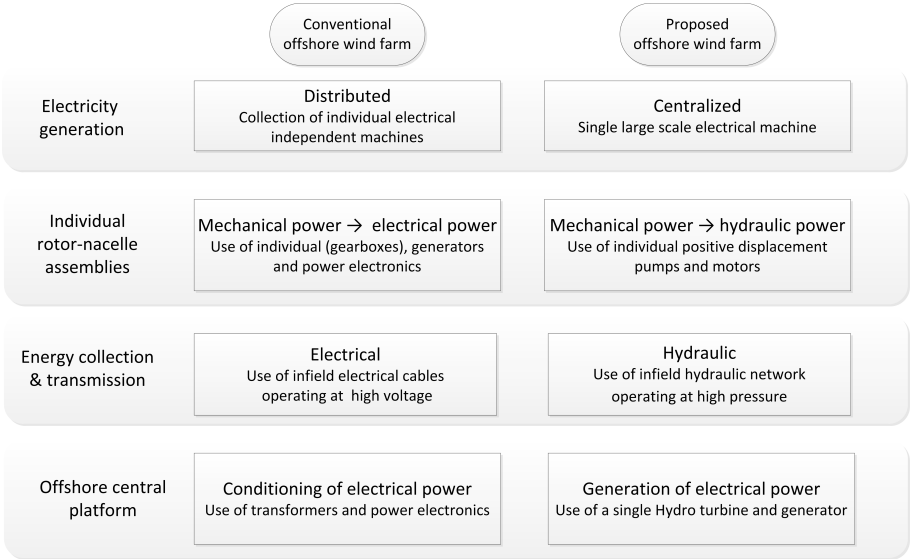 Conventional
offshore wind farm
Proposed
offshore wind farm
Electricity
generation
Distributed
Collection of individual electrical
independent machines
Centralized
Single large scale electrical machine
Individual
rotor-nacelle
assemblies
Mechanical power → electrical power
Use of individual (gearboxes), generators
and power electronics
Mechanical power → hydraulic power
Use of individual positive displacement
pumps and motors
Energy collection
& transmission
Electrical
Use of infield electrical cables
operating at high voltage
Hydraulic
Use of infield hydraulic network
operating at high pressure
Offshore central
platform
Conditioning of electrical power
Use of transformers and power electronics
Generation of electrical power
Use of a single Hydro turbine and generator